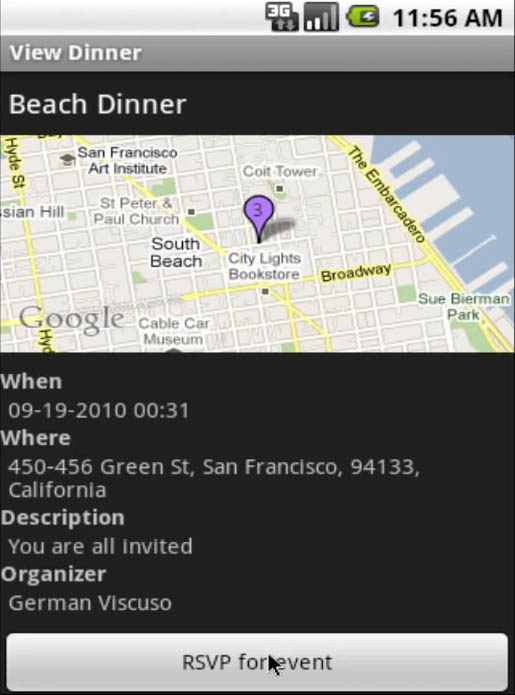 3G 11:56 AM
View Dinner
Beach Dinner
Hyde St
San Francisco
Art Institute
Coit Tower
The Embarcadero
ssian Hill
St Peter &
Paul Church
3
South
Beach
City Lights
Bookstore
Broadway
Sue Bierman
Park
Google
Cable Car
Museum
Hyd
When
09-19-2010 00:31
Where
450-456 Green St, San Francisco, 94133,
California
Description
You are all invited
Organizer
German Viscuso
RSVP for event